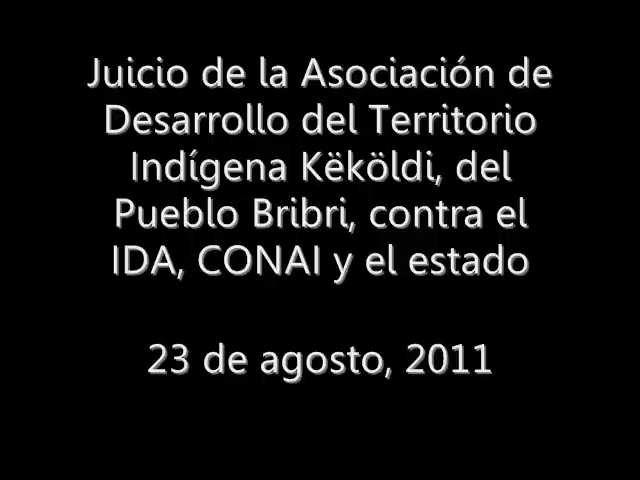 Juicio de la Asociación de
Desarrollo del Territorio
Indígena Këköldi, del
Pueblo Bribri, contra el
IDA, CONAI y el estado
23 de agosto, 2011